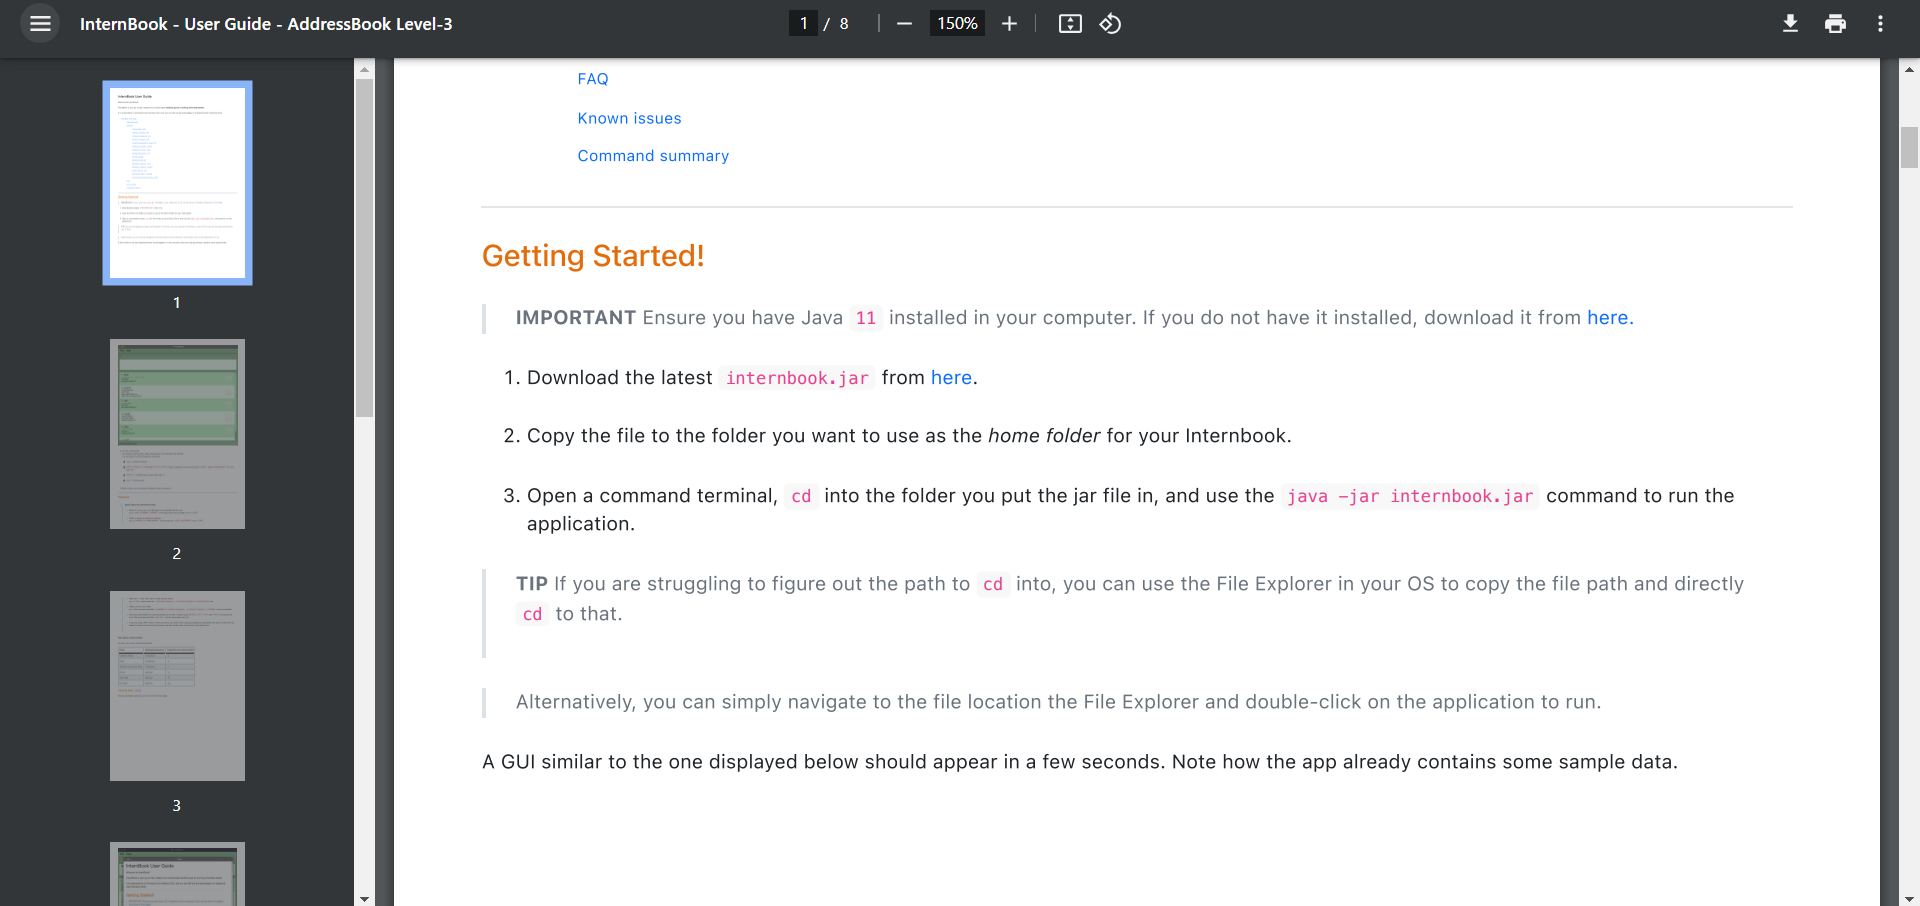 InternBook - User Guide - AddressBook Level-3
1 / 8
150%
FAQ
Known issues
Command summary
Getting Started!
IMPORTANT Ensure you have Java 11 installed in your computer. If you do not have it installed, download it from here.
1. Download the latest internbook.jar from here.
2. Copy the file to the folder you want to use as the home folder for your Internbook.
3. Open a command terminal, cd into the folder you put the jar file in, and use the java -jar internbook.jar command to run the
application.
TIP If you are struggling to figure out the path to cd into, you can use the File Explorer in your OS to copy the file path and directly
cd to that.
Alternatively, you can simply navigate to the file location the File Explorer and double-click on the application to run.
A GUI similar to the one displayed below should appear in a few seconds. Note how the app already contains some sample data.
1
2
3